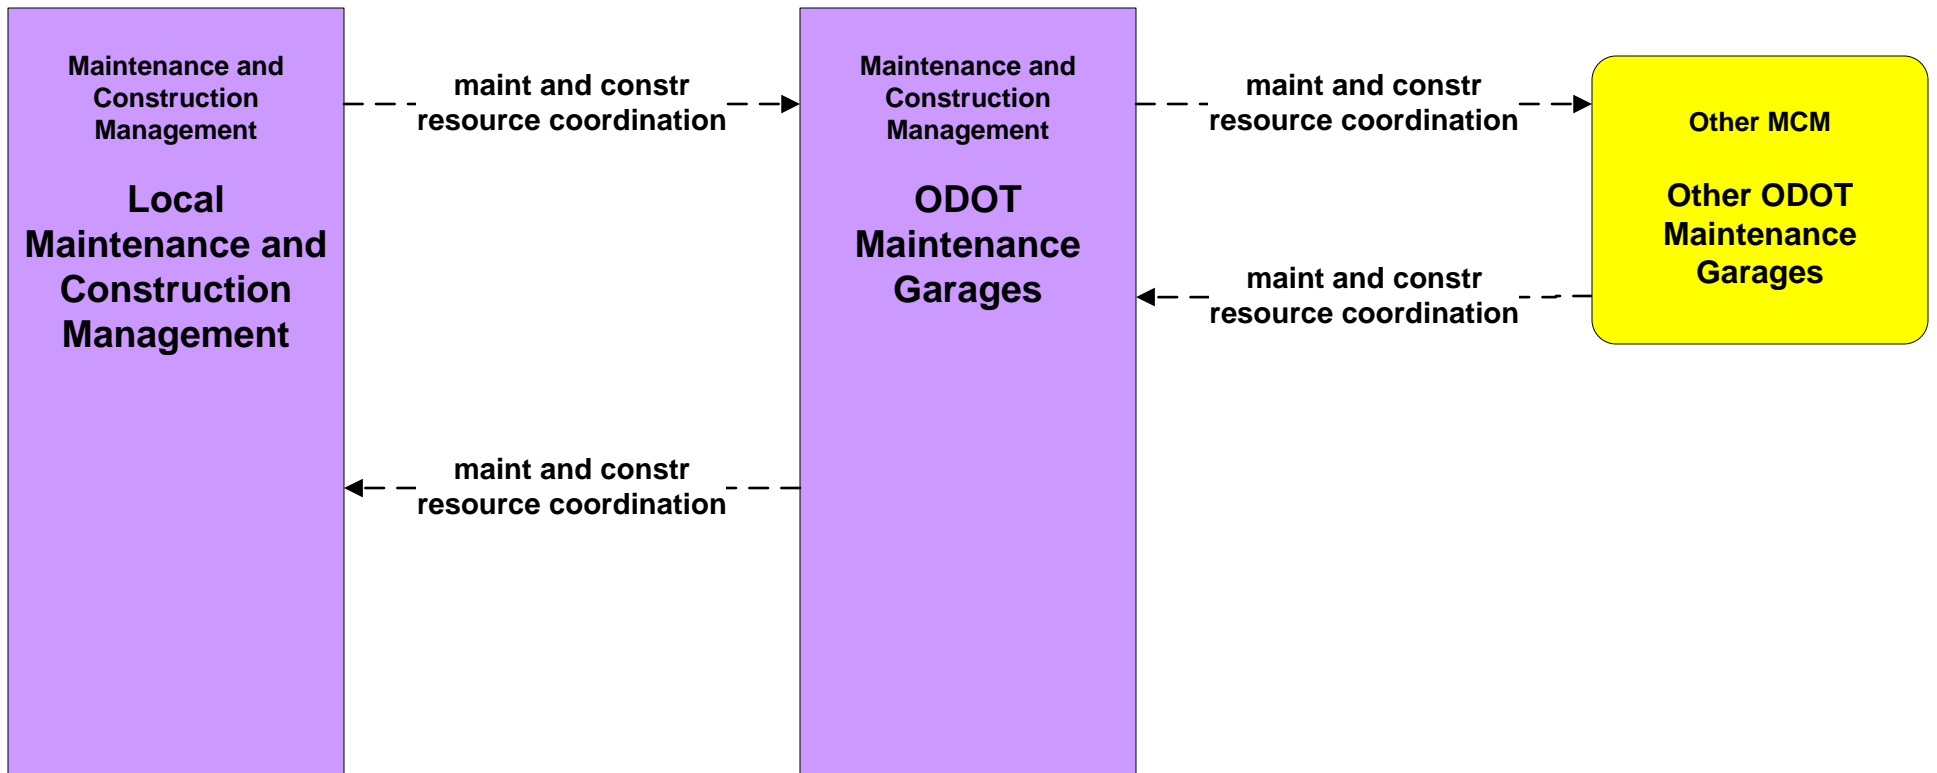 Maintenance and
Construction
Management
Local
Maintenance and
Construction
Management
maint and constr
resource coordination
maint and constr
resource coordination
Maintenance and
Construction
Management
ODOT
Maintenance
Garages
maint and constr
resource coordination
maint and constr
resource coordination
Other MCM
Other ODOT
Maintenance
Garages